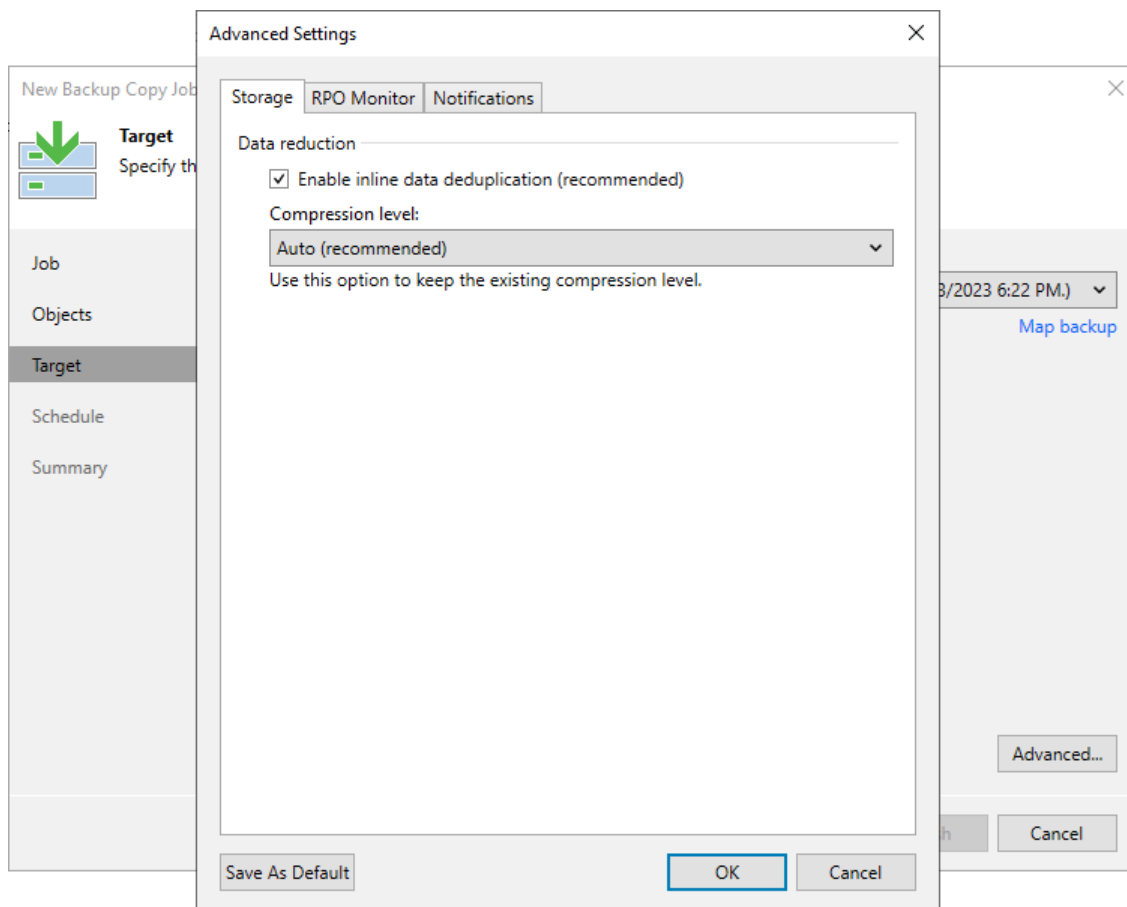 Advanced Settings
New Backup Copy Job
Target
Specify
Job
Objects
Target
Schedule
Summary
Storage
RPO Monitor
Notifications
Data reduction
Enable inline data deduplication (recommended)
Compression level:
Auto (recommended)
Use this option to keep the existing compression level.
/2023 6:22 PM.)
Map backup
Advanced...
Cancel
Save As Default
OK
Cancel